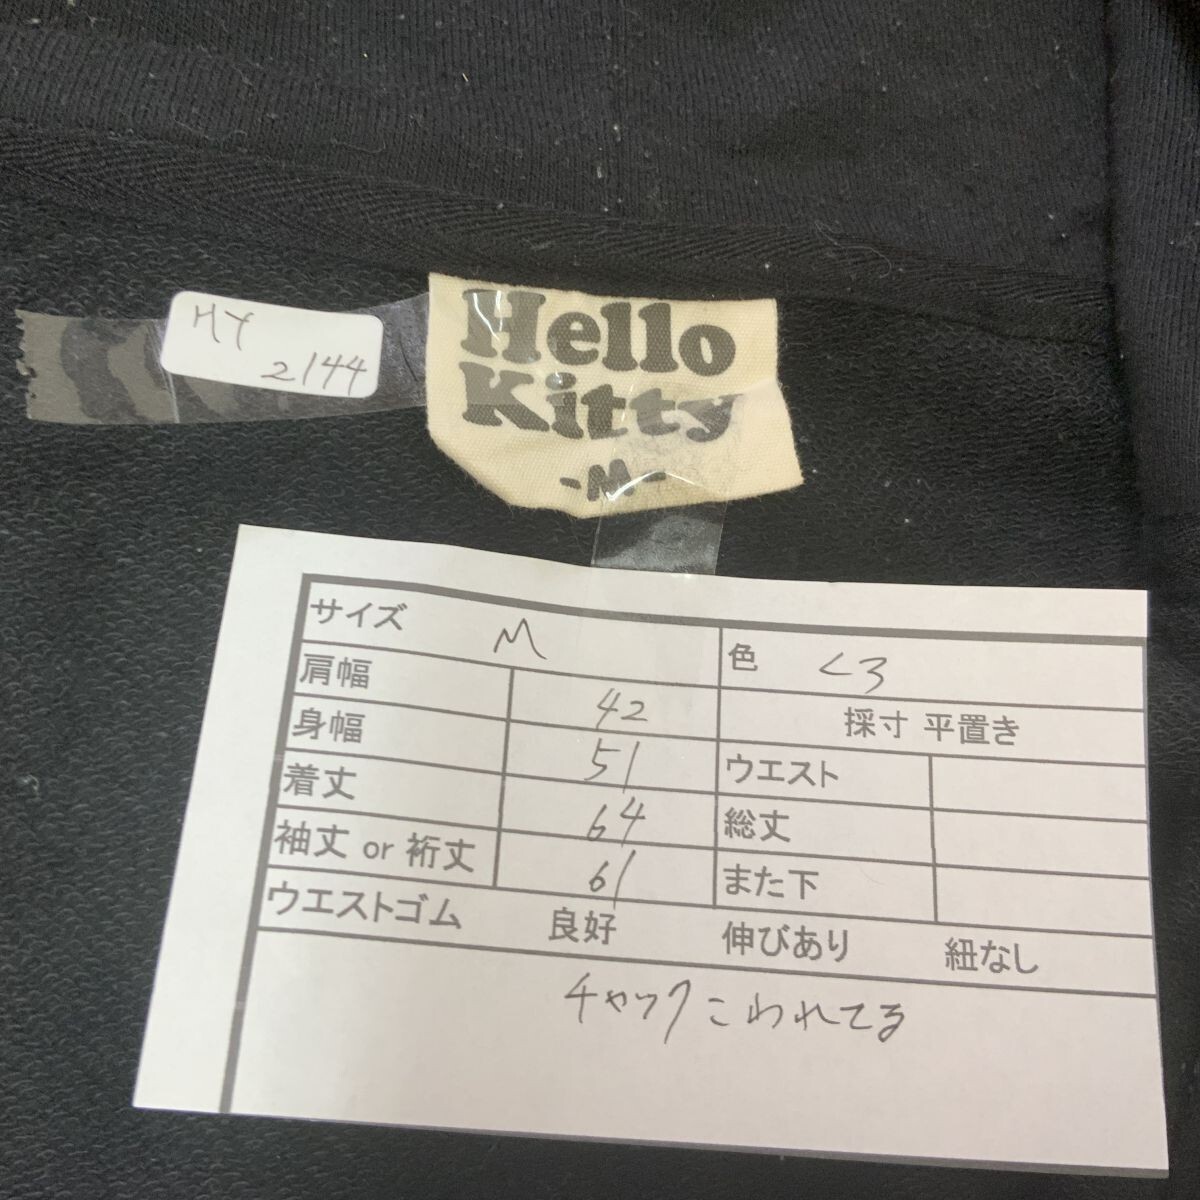 HY
2144
Hello
Kitty
-M-
サイズ M 色 くろ
肩幅 42 採寸 平置き
身幅 51 ウエスト
着丈 64 総丈
袖丈 or 裄丈 61 また下
ウエストゴム 良好 伸びあり 紐なし
チャックこわれてる